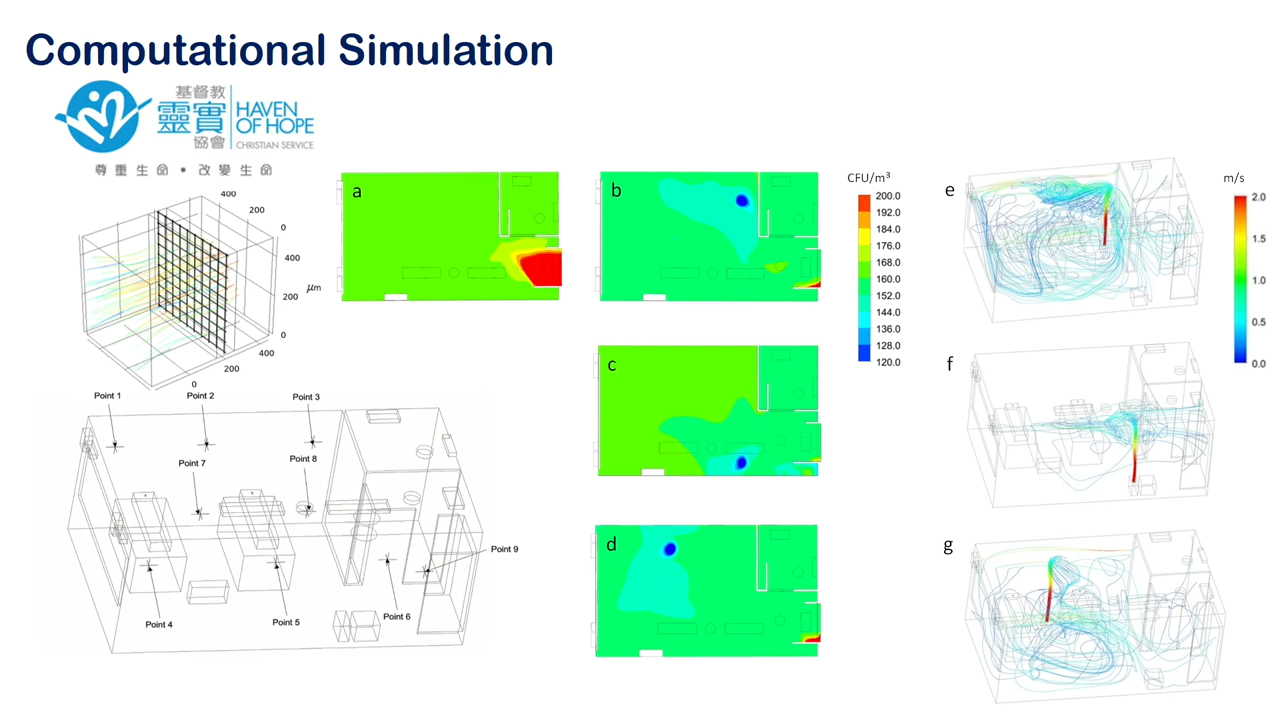 Computational Simulation
基督教
靈實
協會
HAVEN
OF HOPE
CHRISTIAN SERVICE
尊重生命•改變生命
400
200
0
400
200
μm
0
400
200
0
Point 1
Point 2
Point 3
Point 7
Point 8
Point 9
Point 4
Point 5
Point 6
a
b
c
d
CFU/m³
200.0
192.0
184.0
176.0
168.0
160.0
152.0
144.0
136.0
128.0
120.0
e
f
g
m/s
2.0
1.5
1.0
0.5
0.0